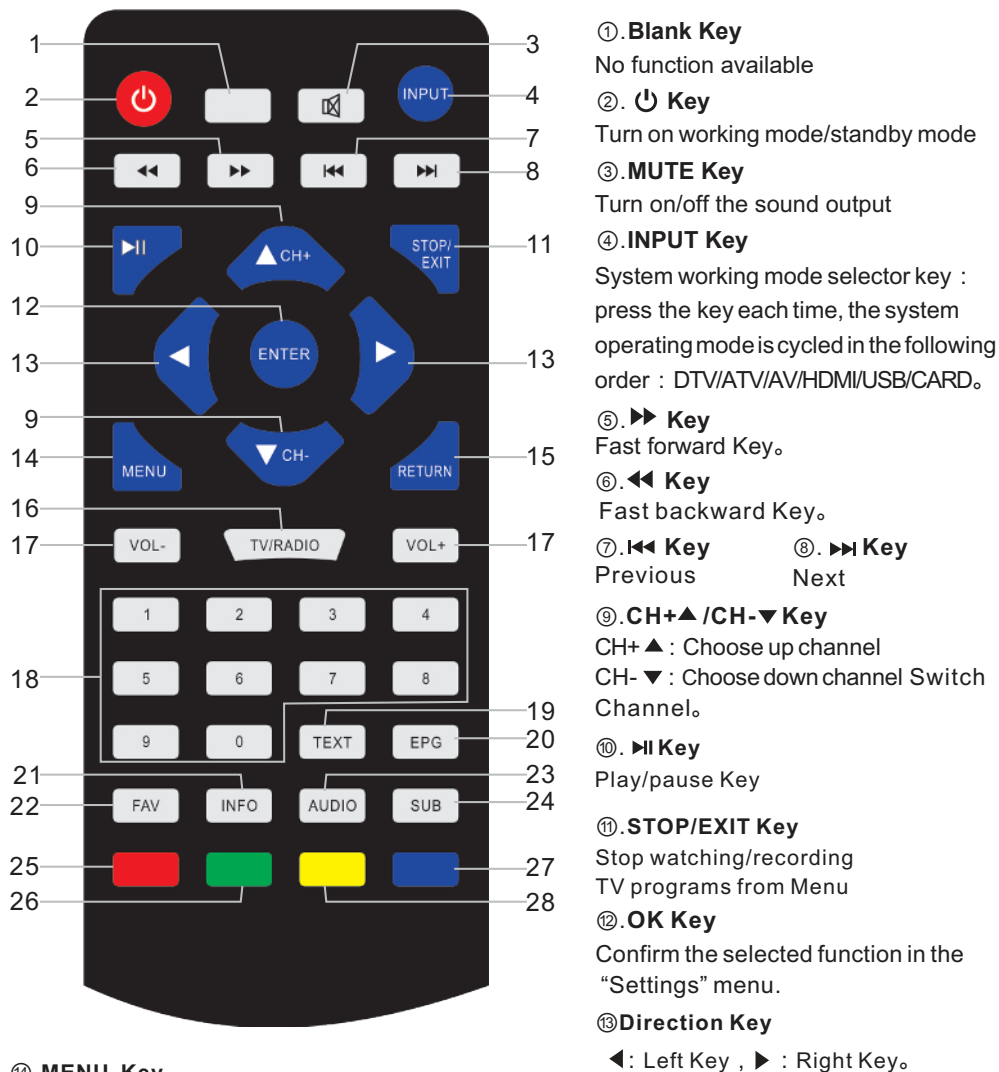 1
3
2
INPUT
4
5
7
6
8
9
10
STOP/
EXIT
11
CH+
12
ENTER
13
13
9
CH-
14
MENU
RETURN
15
16
17
VOL-
TV/RADIO
VOL+
17
1
2
3
4
18
5
6
7
8
19
9
0
TEXT
EPG
20
21
23
22
FAV
INFO
AUDIO
SUB
24
25
27
26
28
①.Blank Key
No function available
②. ⏻ Key
Turn on working mode/standby mode
③.MUTE Key
Turn on/off the sound output
④.INPUT Key
System working mode selector key :
press the key each time, the system
operating mode is cycled in the following
order : DTV/ATV/AV/HDMI/USB/CARD。
⑤.▶▶ Key
Fast forward Key。
⑥.◀◀ Key
Fast backward Key。
⑦.I◀◀ Key ⑧. ▶▶I Key
Previous Next
⑨.CH+▲ /CH-▼ Key
CH+ ▲ : Choose up channel
CH- ▼ : Choose down channel Switch
Channel。
⑩. ▶II Key
Play/pause Key
⑪.STOP/EXIT Key
Stop watching/recording
TV programs from Menu
⑫.OK Key
Confirm the selected function in the
“Settings” menu.
⑬Direction Key
◀: Left Key , ▶ : Right Key。
⑭.MENU Key